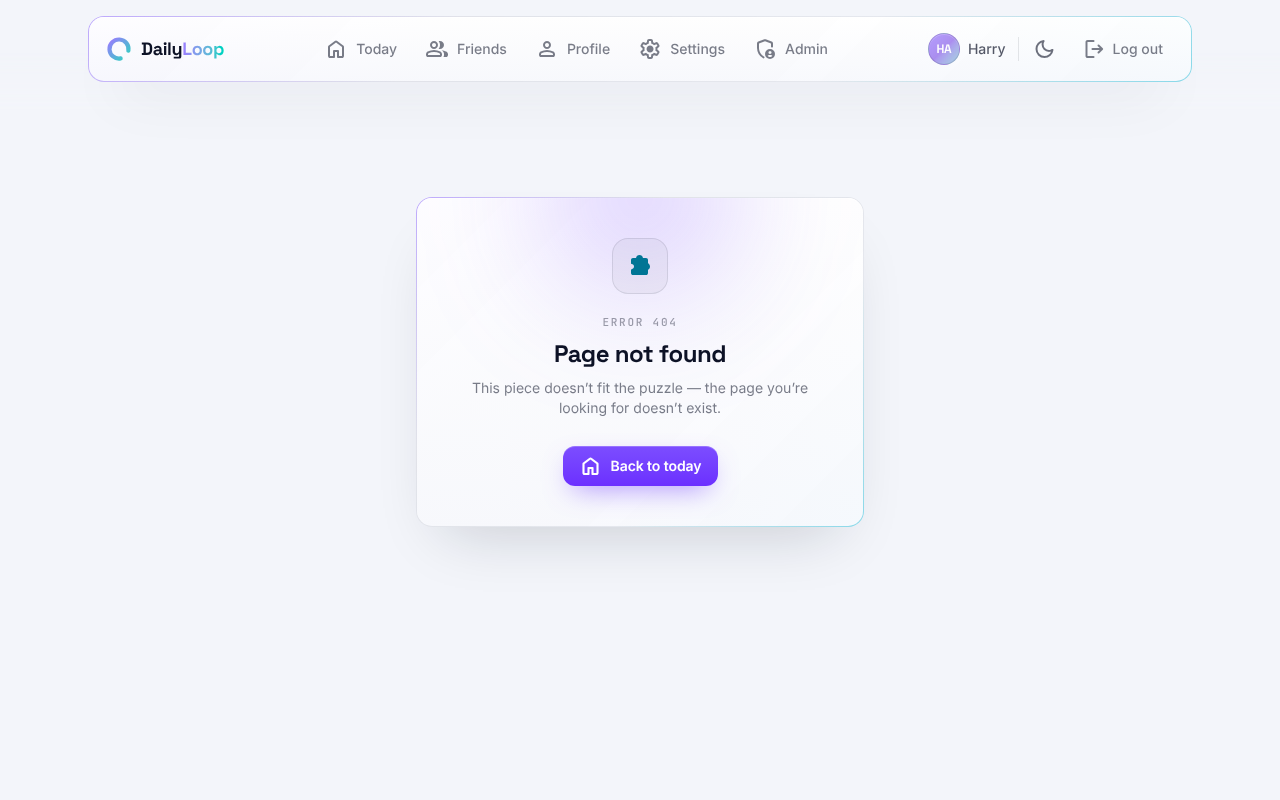 DailyLoop
Today
Friends
Profile
Settings
Admin
HA
Harry
Log out
ERROR 404
Page not found
This piece doesn’t fit the puzzle — the page you’re
looking for doesn’t exist.
Back to today